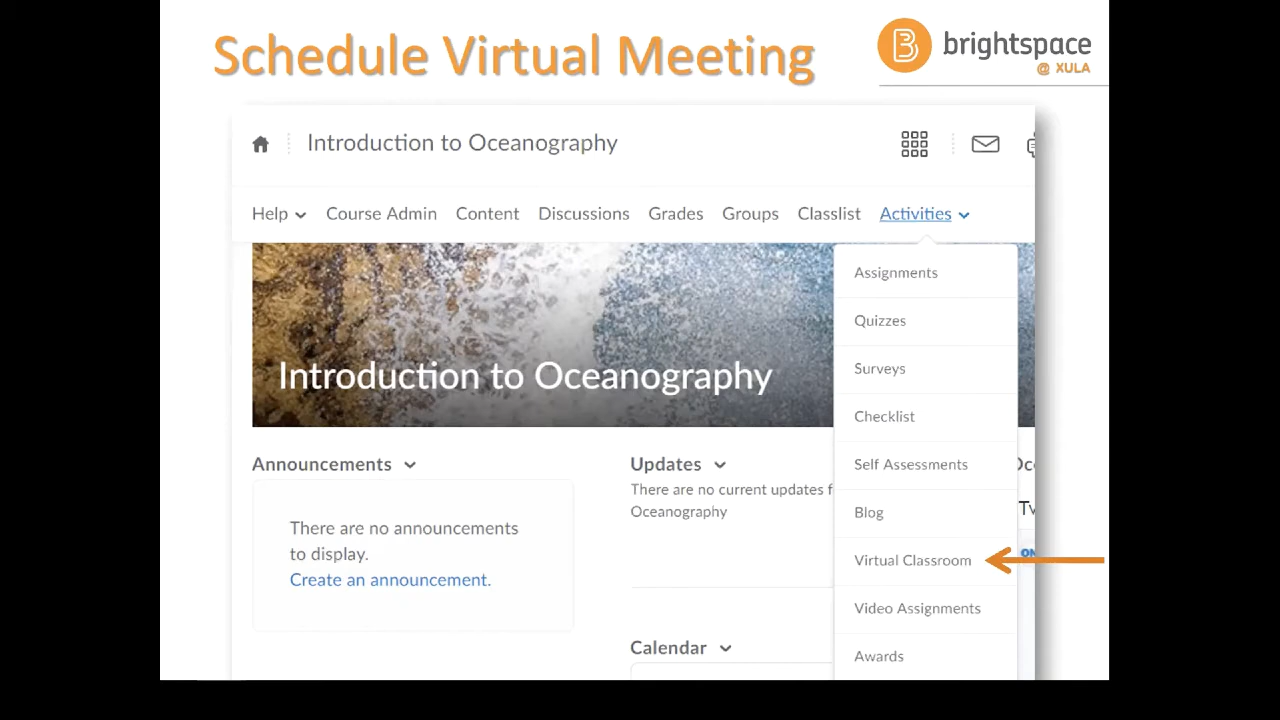 Schedule Virtual Meeting
brightspace
@ XULA
Introduction to Oceanography
Help Course Admin Content Discussions Grades Groups Classlist Activities
Assignments
Quizzes
Surveys
Checklist
Self Assessments
Blog
Virtual Classroom
Video Assignments
Awards
Introduction to Oceanography
Announcements
There are no announcements
to display.
Create an announcement.
Updates
There are no current updates f
Oceanography
Calendar